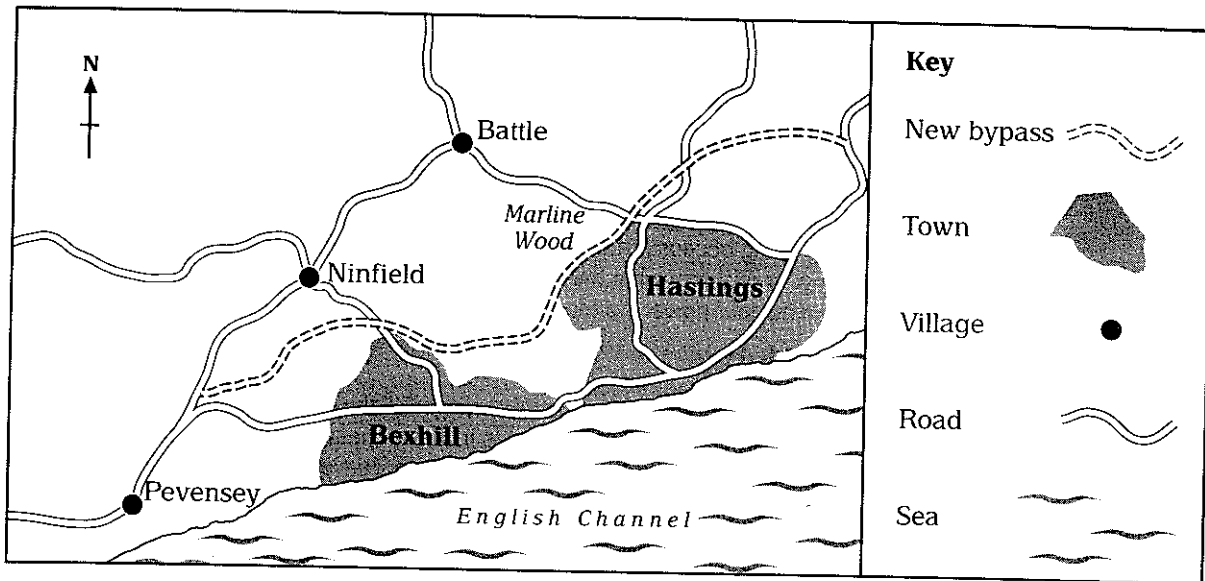 N
Battle
Marline
Wood
Ninfield
Hastings
Bexhill
Pevensey
English Channel
Key
New bypass
Town
Village
Road
Sea